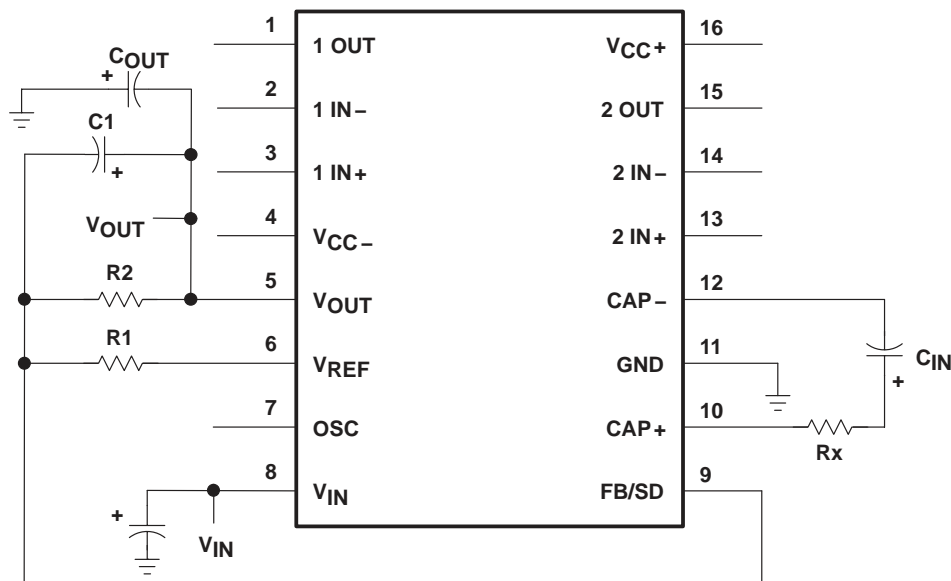 COUT
+
C1
+
VOUT
R2
R1
+
VIN
1
1 OUT
2
1 IN−
3
1 IN+
4
VCC−
5
VOUT
6
VREF
7
OSC
8
VIN
16
VCC+
15
2 OUT
14
2 IN−
13
2 IN+
12
CAP−
11
GND
10
CAP+
9
FB/SD
CIN
+
Rx